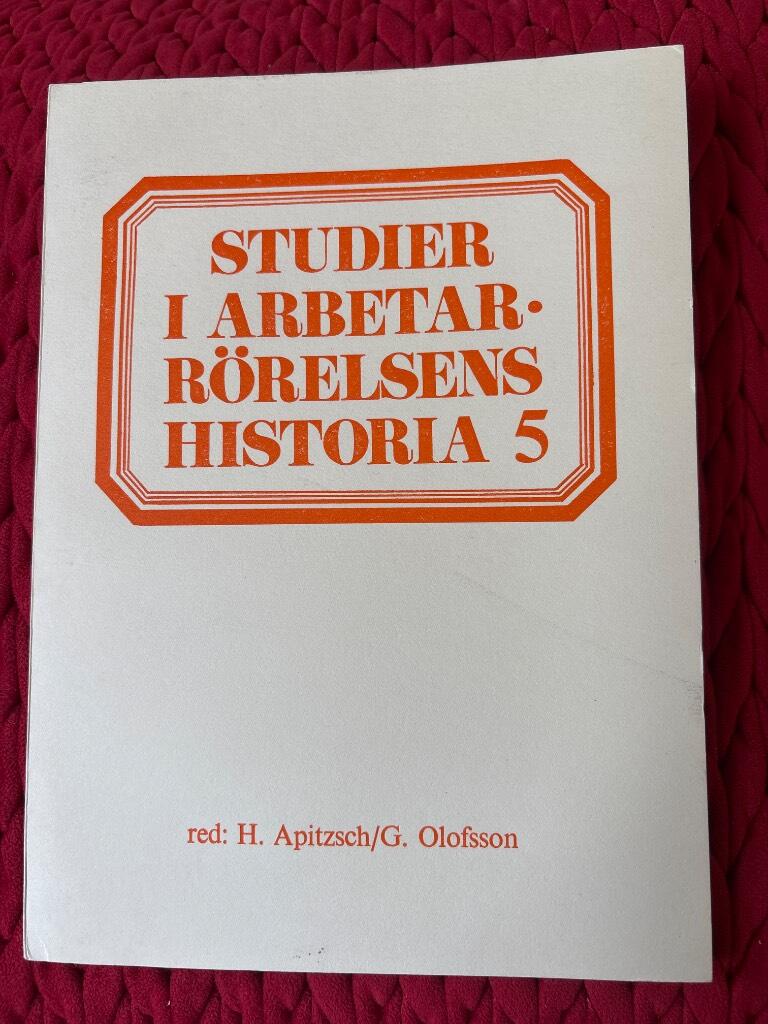 STUDIER
I ARBETAR-
RÖRELSENS
HISTORIA 5
red: H. Apitzsch/G. Olofsson